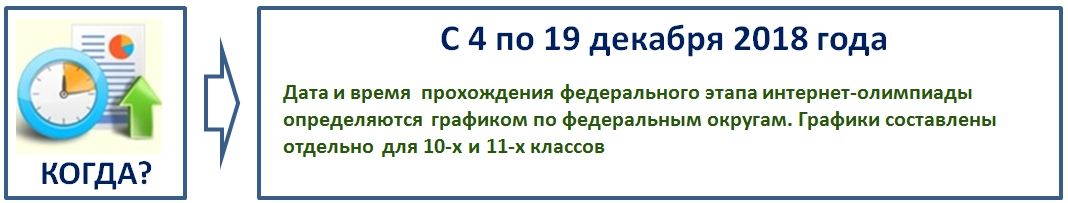 КОГДА?
С 4 по 19 декабря 2018 года
Дата и время прохождения федерального этапа интернет-олимпиады
определяются графиком по федеральным округам. Графики составлены
отдельно для 10-х и 11-х классов